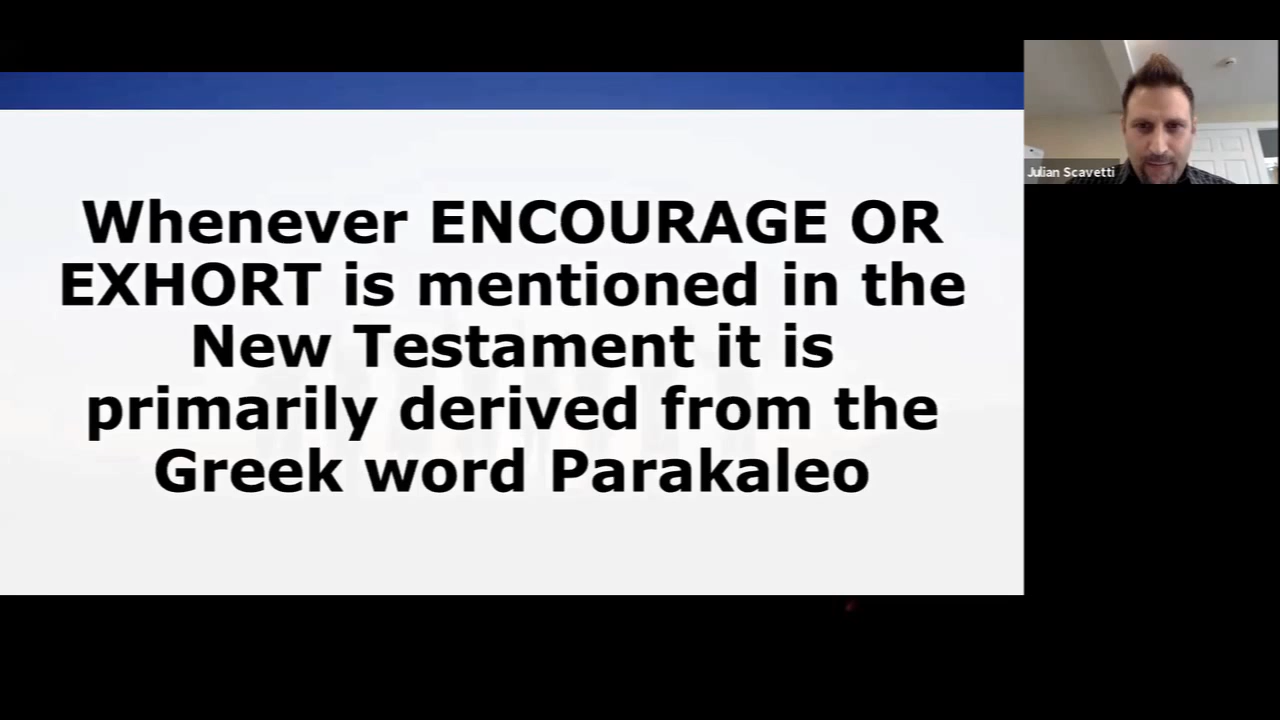 Whenever ENCOURAGE OR
EXHORT is mentioned in the
New Testament it is
primarily derived from the
Greek word Parakaleo
Julian Scavetti